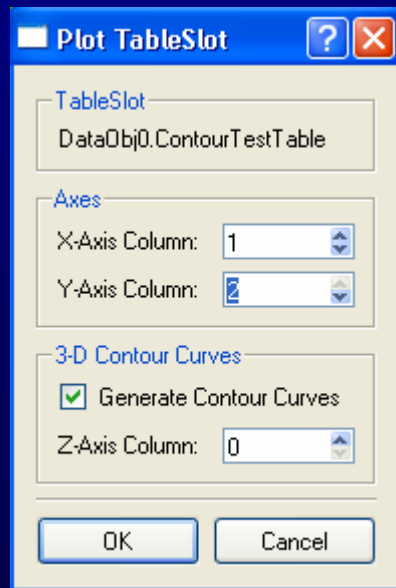 Plot TableSlot
TableSlot
DataObj0.ContourTestTable
Axes
X-Axis Column: 1
Y-Axis Column: 2
3-D Contour Curves
Generate Contour Curves
Z-Axis Column: 0
OK Cancel